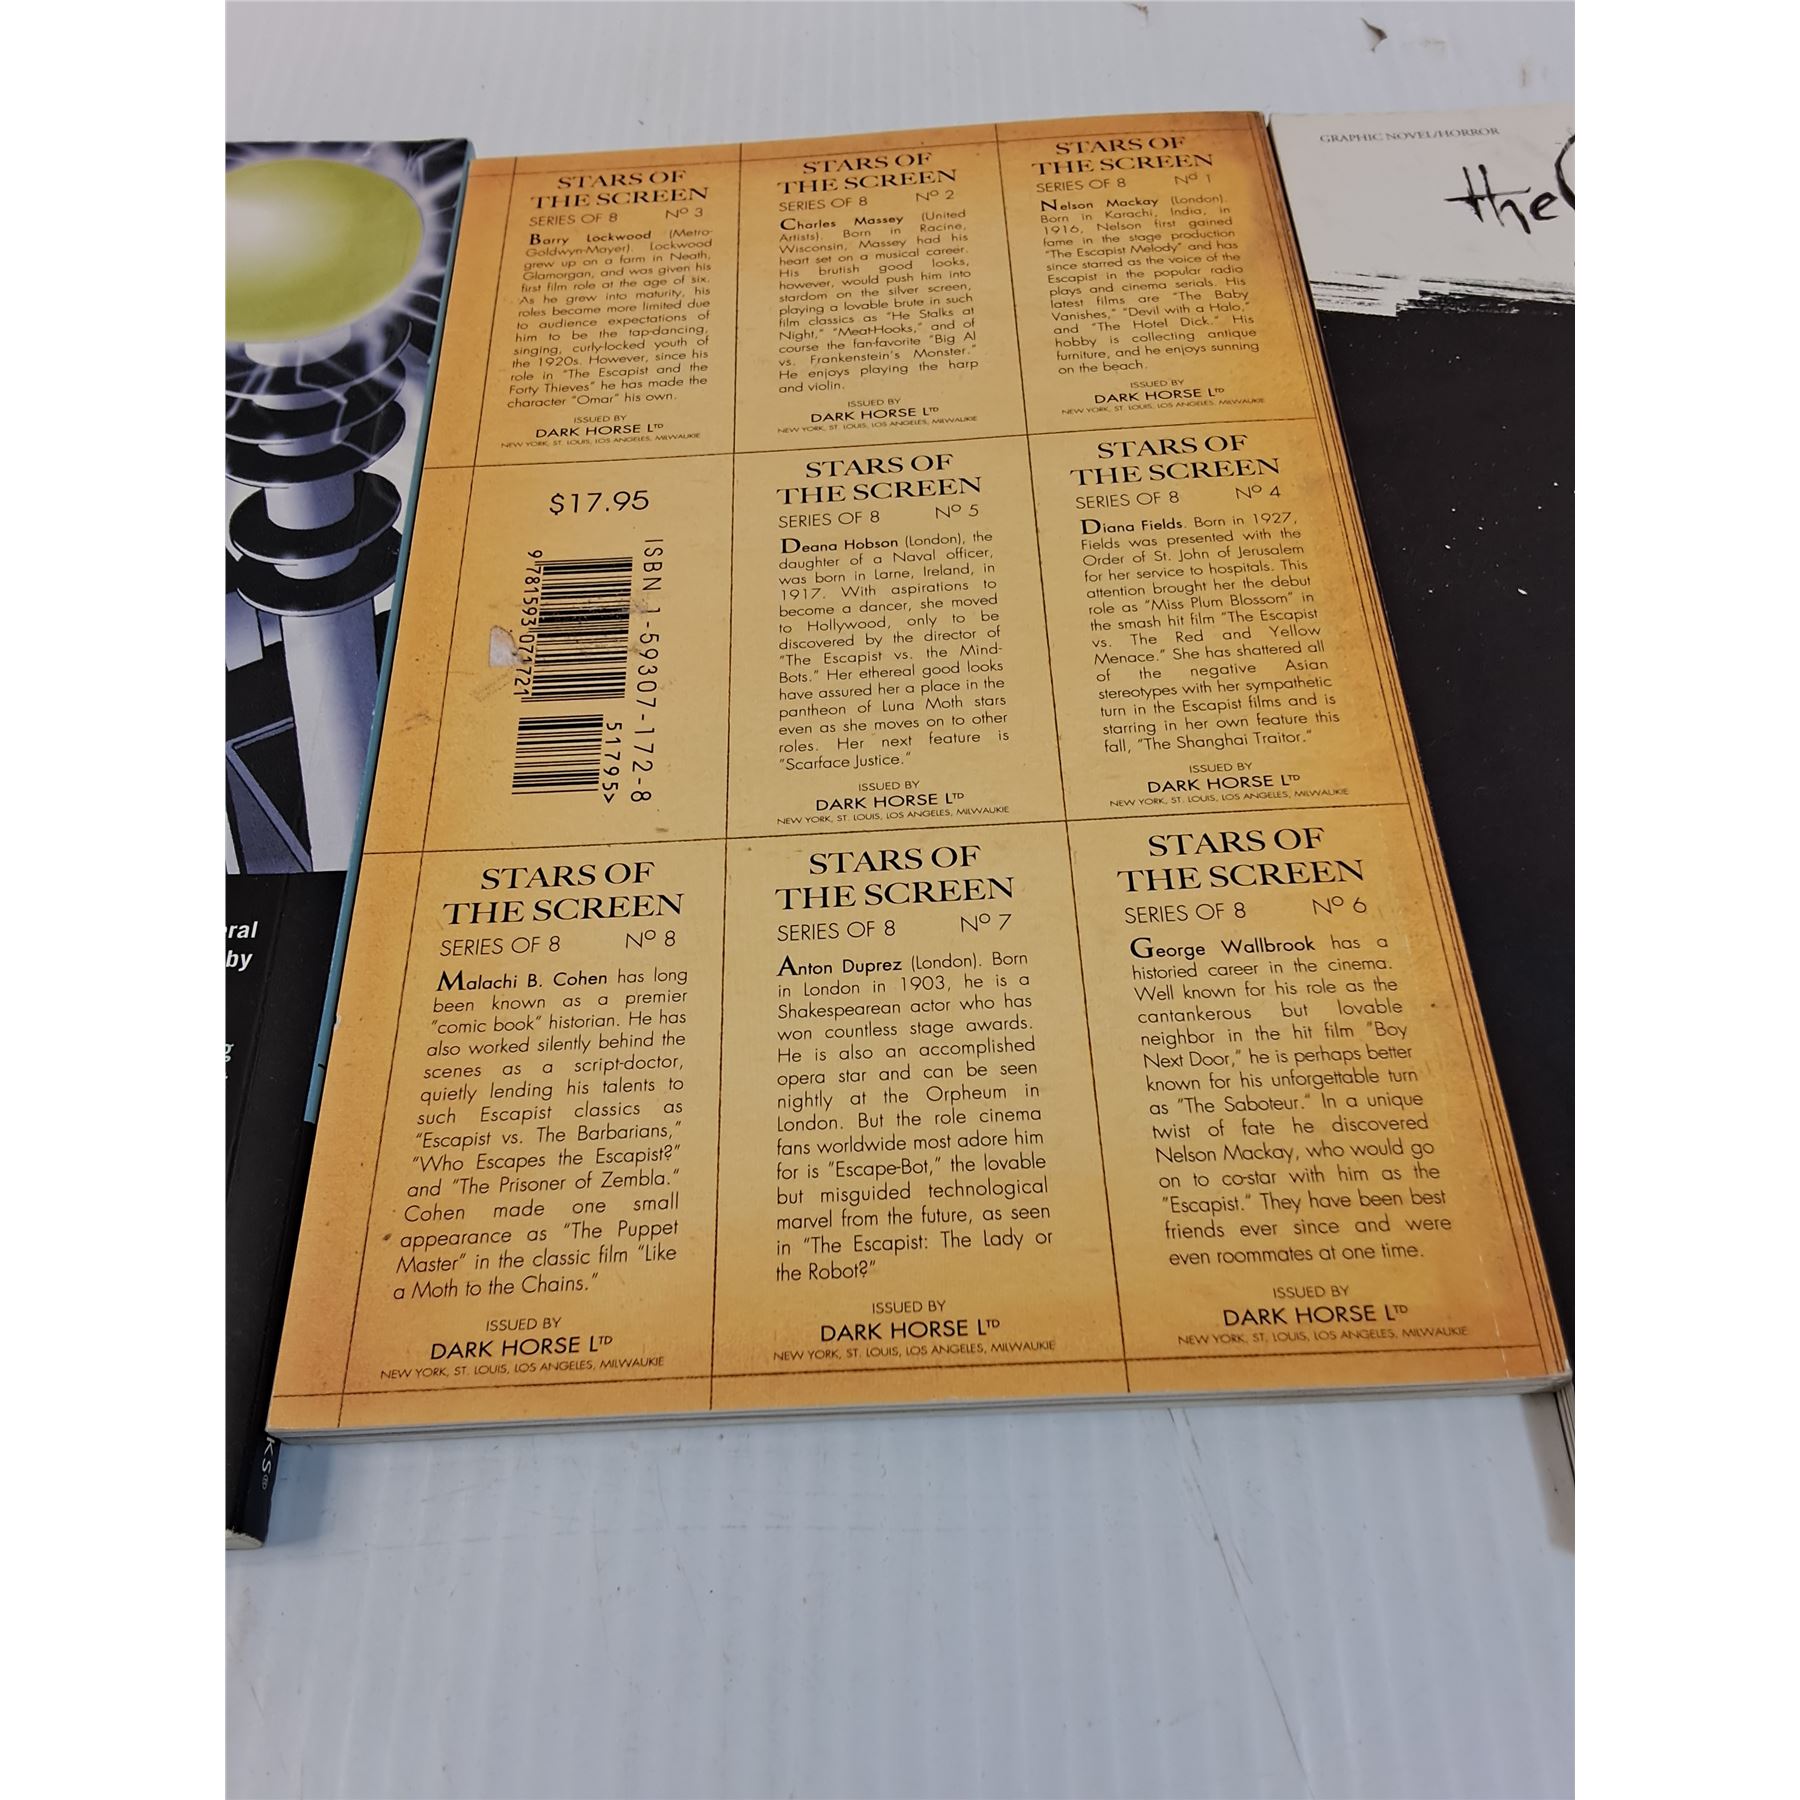 STARS OF
THE SCREEN
SERIES OF 8 Nº 3
Barry Lockwood (Metro-
Goldwyn-Mayer). Lockwood
grew up on a farm in Neath,
Glamorgan, and was given his
first film role at the age of six.
As he grew into maturity, his
roles became more limited due
to audience expectations of
him to be the tap-dancing,
singing, curly-locked youth of
the 1920s. However, since his
role in "The Escapist and the
Forty Thieves" he has made the
character "Omar" his own.
ISSUED BY
DARK HORSE LTD
NEW YORK, ST. LOUIS, LOS ANGELES, MILWAUKIE
STARS OF
THE SCREEN
SERIES OF 8 Nº 2
Charles Massey (United
Artists). Born in Racine,
Wisconsin, Massey had his
heart set on a musical career.
His brutish good looks,
however, would push him into
stardom on the silver screen,
playing a lovable brute in such
film classics as "He Stalks at
Night," "Meat-Hooks," and of
course the fan-favorite "Big Al
vs. Frankenstein's Monster."
He enjoys playing the harp
and violin.
ISSUED BY
DARK HORSE LTD
NEW YORK, ST. LOUIS, LOS ANGELES, MILWAUKIE
STARS OF
THE SCREEN
SERIES OF 8 Nº 1
Nelson Mackay (London).
Born in Karachi, India, in
1916, Nelson first gained
fame in the stage production
"The Escapist Melody" and has
since starred as the voice of the
Escapist in the popular radio
plays and cinema serials. His
latest films are "The Baby
Vanishes," "Devil with a Halo,"
and "The Hotel Dick." His
hobby is collecting antique
furniture, and he enjoys sunning
on the beach.
ISSUED BY
DARK HORSE LTD
NEW YORK, ST. LOUIS, LOS ANGELES, MILWAUKIE
$17.95
ISBN 1-59307-172-8
9 781593 071721
51795>
STARS OF
THE SCREEN
SERIES OF 8 Nº 5
Deana Hobson (London), the
daughter of a Naval officer,
was born in Larne, Ireland, in
1917. With aspirations to
become a dancer, she moved
to Hollywood, only to be
discovered by the director of
"The Escapist vs. the Mind-
Bots." Her ethereal good looks
have assured her a place in the
pantheon of Luna Moth stars
even as she moves on to other
roles. Her next feature is
"Scarface Justice."
ISSUED BY
DARK HORSE LTD
NEW YORK, ST. LOUIS, LOS ANGELES, MILWAUKIE
STARS OF
THE SCREEN
SERIES OF 8 Nº 4
Diana Fields. Born in 1927,
Fields was presented with the
Order of St. John of Jerusalem
for her service to hospitals. This
attention brought her the debut
role as "Miss Plum Blossom" in
the smash hit film "The Escapist
vs. The Red and Yellow
Menace." She has shattered all
of the negative Asian
stereotypes with her sympathetic
turn in the Escapist films and is
starring in her own feature this
fall, "The Shanghai Traitor."
ISSUED BY
DARK HORSE LTD
NEW YORK, ST. LOUIS, LOS ANGELES, MILWAUKIE
STARS OF
THE SCREEN
SERIES OF 8 Nº 8
Malachi B. Cohen has long
been known as a premier
"comic book" historian. He has
also worked silently behind the
scenes as a script-doctor,
quietly lending his talents to
such Escapist classics as
"Escapist vs. The Barbarians,"
"Who Escapes the Escapist?"
and "The Prisoner of Zembla."
Cohen made one small
appearance as "The Puppet
Master" in the classic film "Like
a Moth to the Chains."
ISSUED BY
DARK HORSE LTD
NEW YORK, ST. LOUIS, LOS ANGELES, MILWAUKIE
STARS OF
THE SCREEN
SERIES OF 8 Nº 7
Anton Duprez (London). Born
in London in 1903, he is a
Shakespearean actor who has
won countless stage awards.
He is also an accomplished
opera star and can be seen
nightly at the Orpheum in
London. But the role cinema
fans worldwide most adore him
for is "Escape-Bot," the lovable
but misguided technological
marvel from the future, as seen
in "The Escapist: The Lady or
the Robot?"
ISSUED BY
DARK HORSE LTD
NEW YORK, ST. LOUIS, LOS ANGELES, MILWAUKIE
STARS OF
THE SCREEN
SERIES OF 8 Nº 6
George Wallbrook has a
historied career in the cinema.
Well known for his role as the
cantankerous but lovable
neighbor in the hit film "Boy
Next Door," he is perhaps better
known for his unforgettable turn
as "The Saboteur." In a unique
twist of fate he discovered
Nelson Mackay, who would go
on to co-star with him as the
"Escapist." They have been best
friends ever since and were
even roommates at one time.
ISSUED BY
DARK HORSE LTD
NEW YORK, ST. LOUIS, LOS ANGELES, MILWAUKIE
GRAPHIC NOVEL/HORROR
the
by